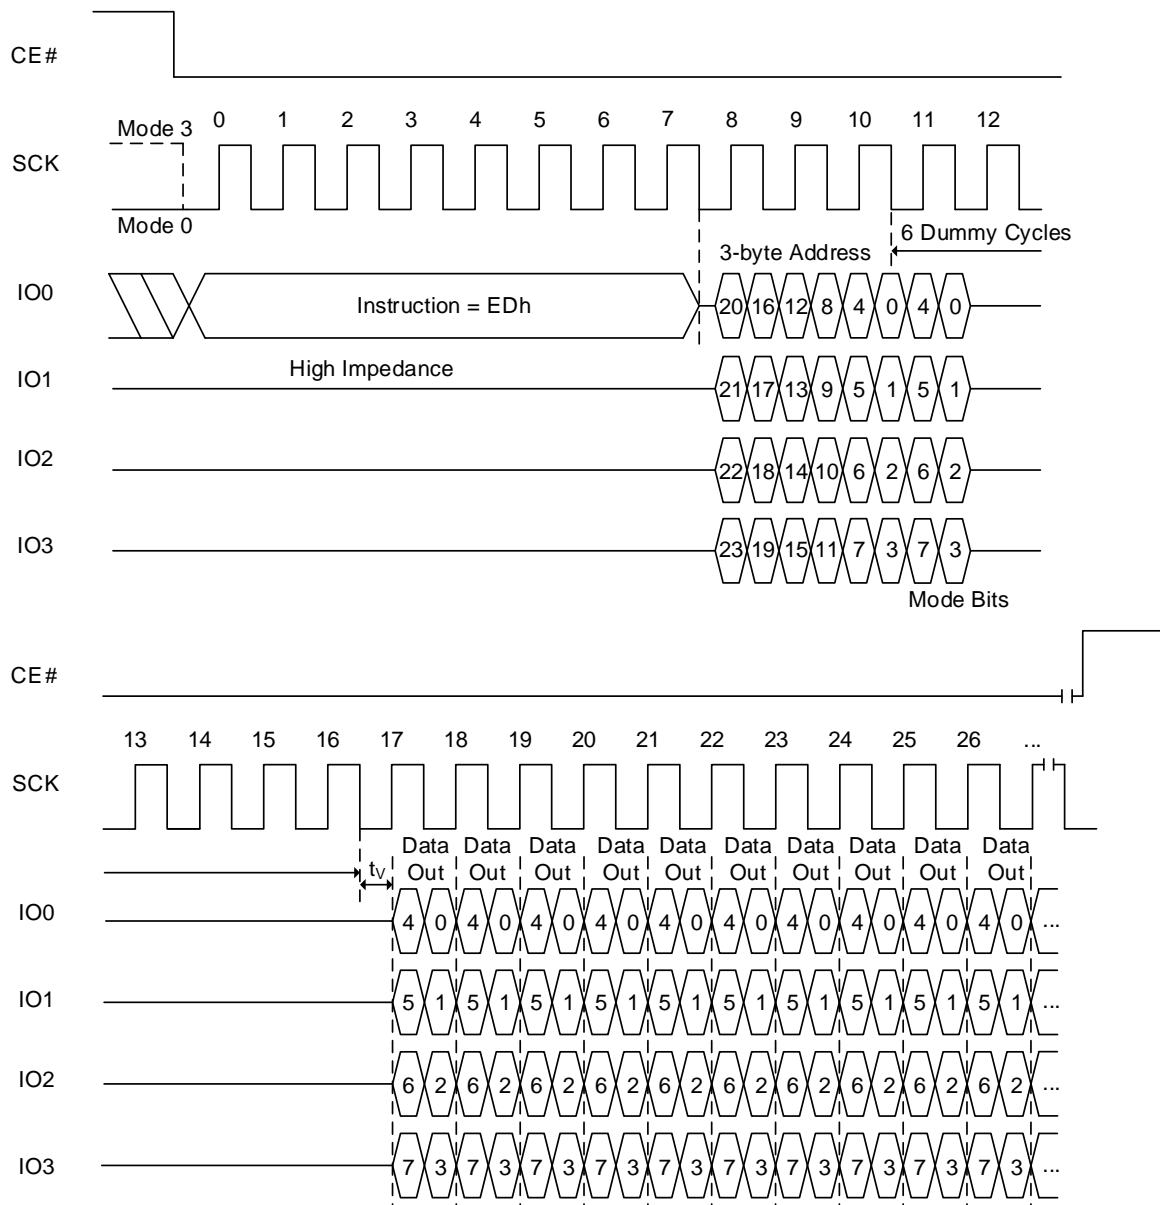 CE#
0 1 2 3 4 5 6 7 8 9 10 11 12
Mode 3
SCK
Mode 0
6 Dummy Cycles
3-byte Address
IO0 Instruction = EDh 20 16 12 8 4 0 4 0
High Impedance
IO1 21 17 13 9 5 1 5 1
IO2 22 18 14 10 6 2 6 2
IO3 23 19 15 11 7 3 7 3
Mode Bits
CE#
13 14 15 16 17 18 19 20 21 22 23 24 25 26 ...
SCK
Data Data Data Data Data Data Data Data Data Data
tV Out Out Out Out Out Out Out Out Out Out
IO0 4 0 4 0 4 0 4 0 4 0 4 0 4 0 4 0 4 0 4 0 ...
IO1 5 1 5 1 5 1 5 1 5 1 5 1 5 1 5 1 5 1 5 1 ...
IO2 6 2 6 2 6 2 6 2 6 2 6 2 6 2 6 2 6 2 6 2 ...
IO3 7 3 7 3 7 3 7 3 7 3 7 3 7 3 7 3 7 3 7 3 ...